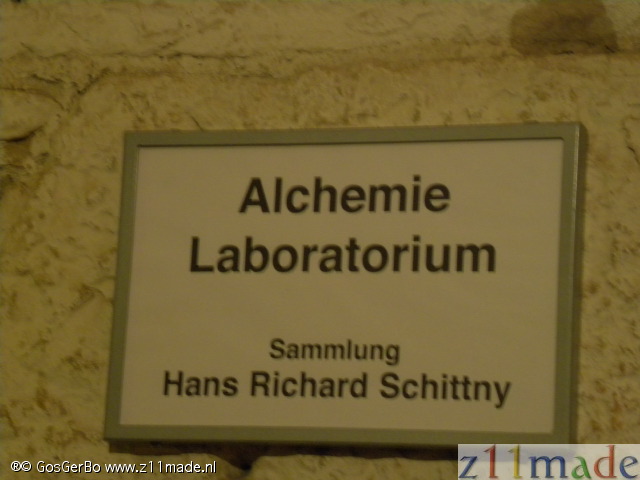 Alchemie
Laboratorium
Sammlung
Hans Richard Schittny
®© GosGerBo www.z11made.nl
z11made